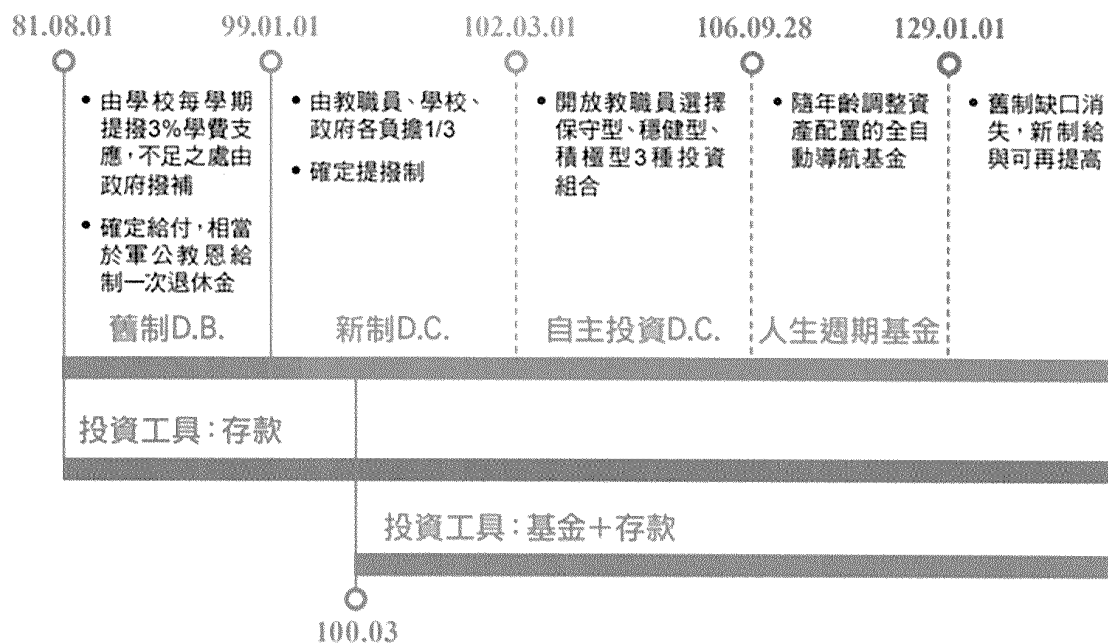 81.08.01
99.01.01
102.03.01
106.09.28
129.01.01
• 由學校每學期
提撥3%學費支
應，不足之處由
政府撥補
• 確定給付，相當
於軍公教恩給
制一次退休金
• 由教職員、學校、
政府各負擔1/3
• 確定提撥制
• 開放教職員選擇
保守型、穩健型、
積極型3種投資
組合
• 隨年齡調整資
產配置的全自
動導航基金
• 舊制缺口消
失，新制給
與可再提高
舊制D.B.
新制D.C.
自主投資D.C.
人生週期基金
投資工具：存款
投資工具：基金＋存款
100.03